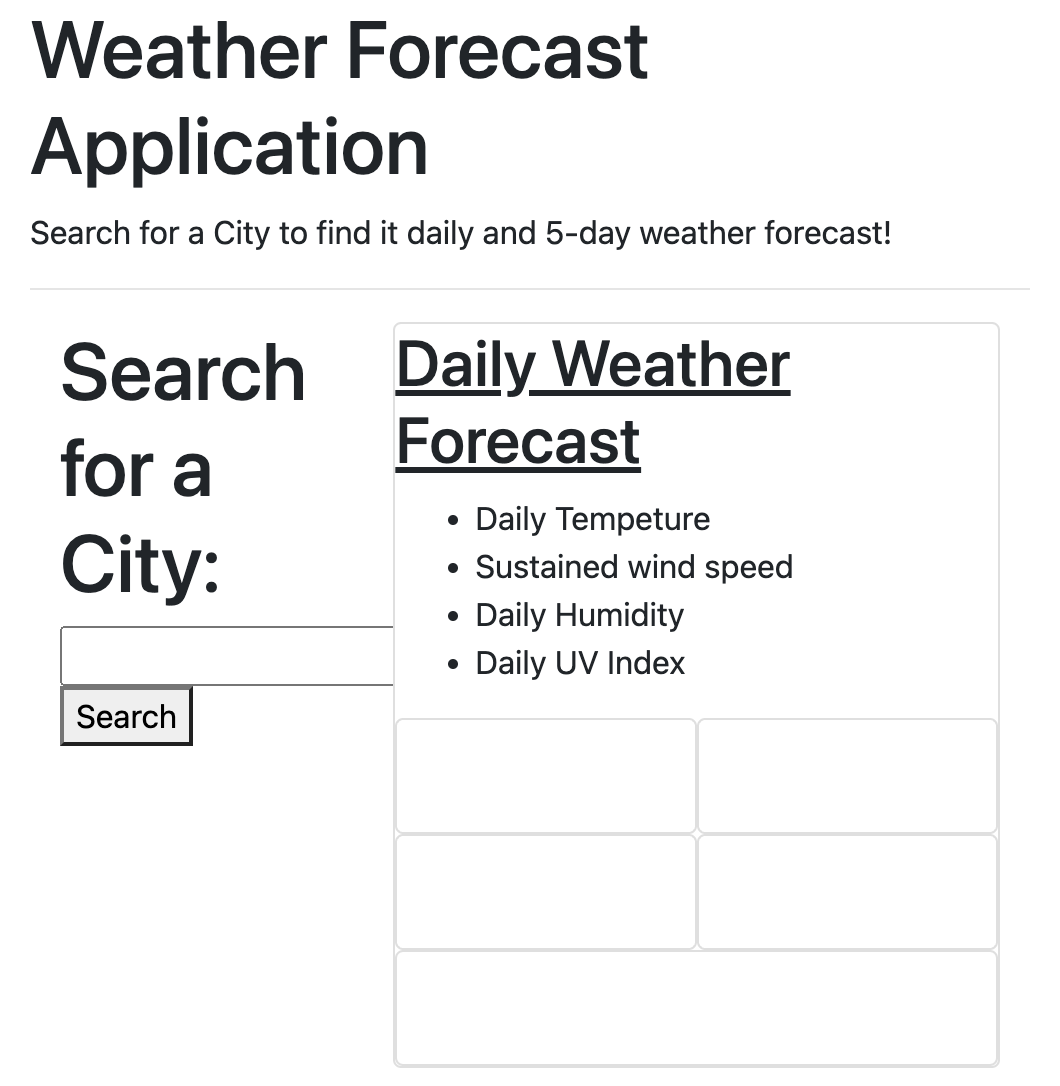 Weather Forecast
Application
Search for a City to find it daily and 5-day weather forecast!
Search
for a
City:
Search
Daily Weather
Forecast
Daily Tempeture
Sustained wind speed
Daily Humidity
Daily UV Index